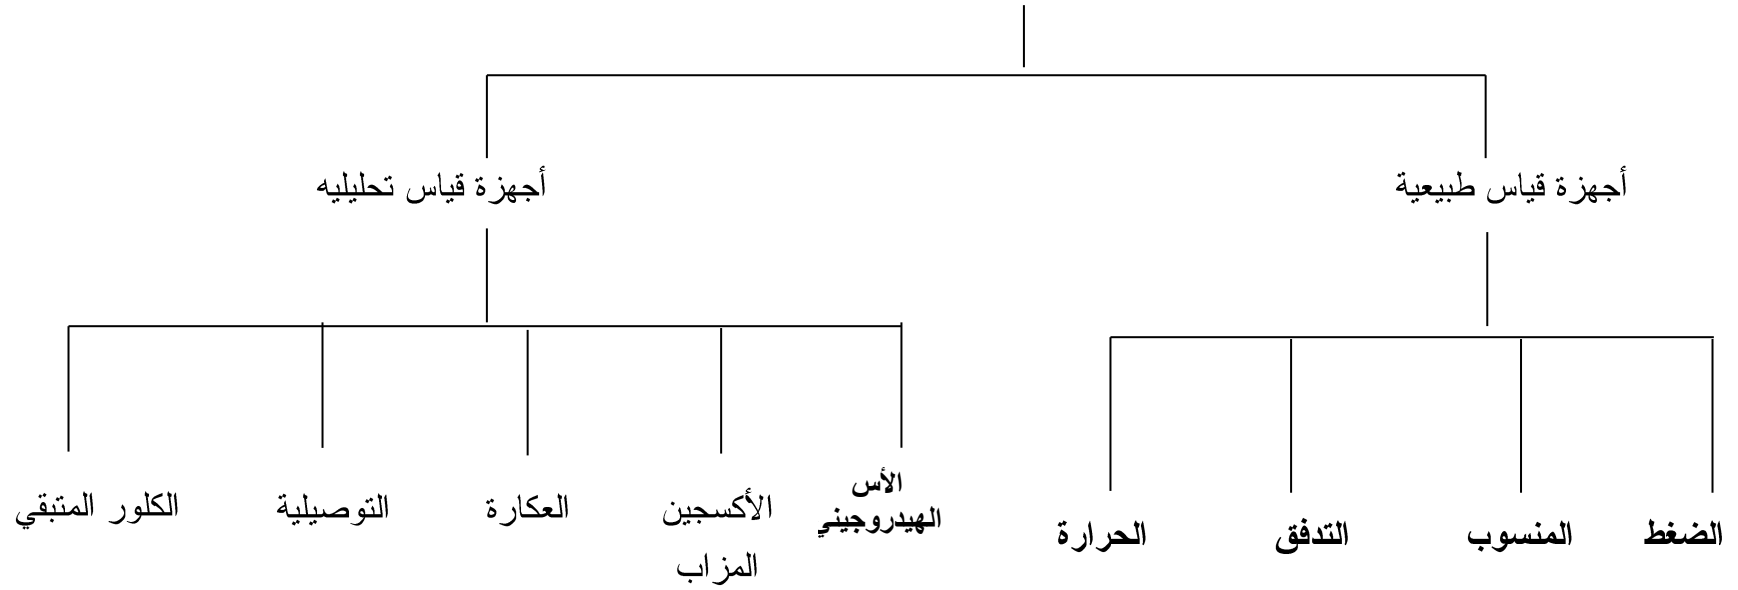 أجهزة قياس طبيعية
أجهزة قياس تحليليه
الضغط
المنسوب
التدفق
الحرارة
الأس
الهيدروجيني
الأكسجين
المزاب
العكارة
التوصيلية
الكلور المتبقي